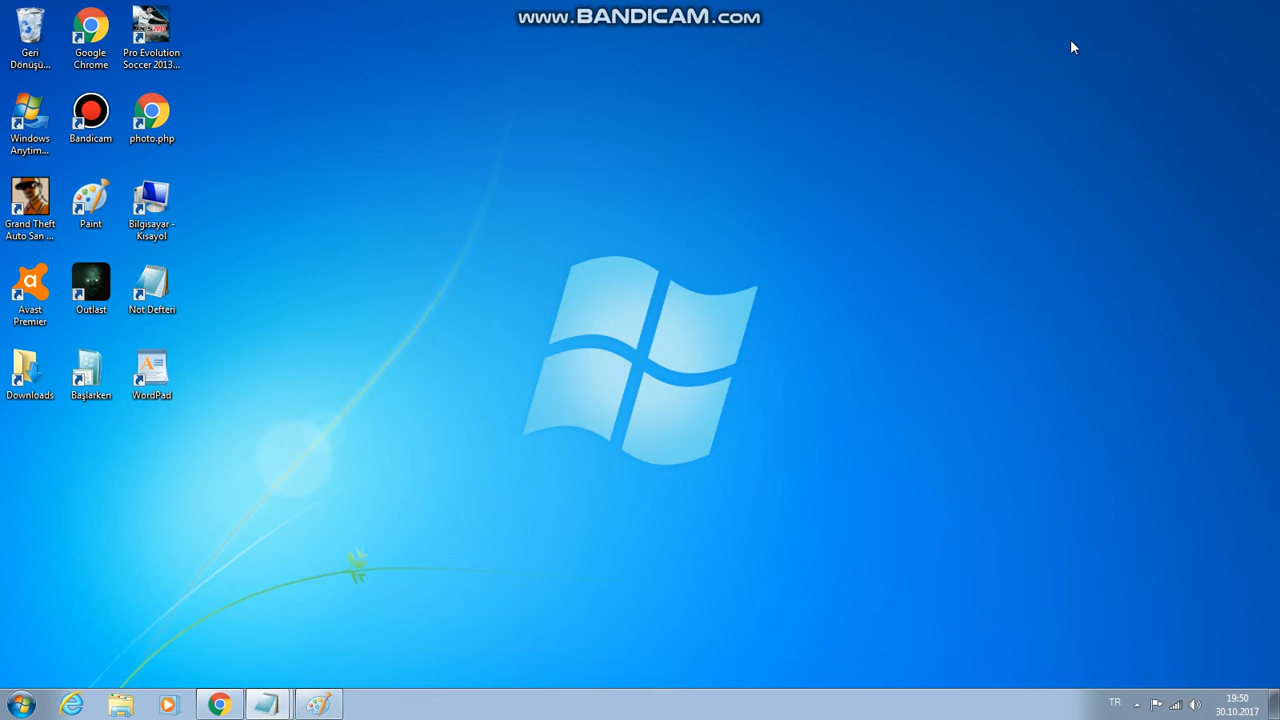 www.BANDICAM.com
Geri
Dönüşü...
Google
Chrome
Pro Evolution
Soccer 2013...
Windows
Anytim...
Bandicam
photo.php
Grand Theft
Auto San ...
Paint
Bilgisayar -
Kısayol
Avast
Premier
Outlast
Not Defteri
Downloads
Başlarken
WordPad
TR
19:50
30.10.2017